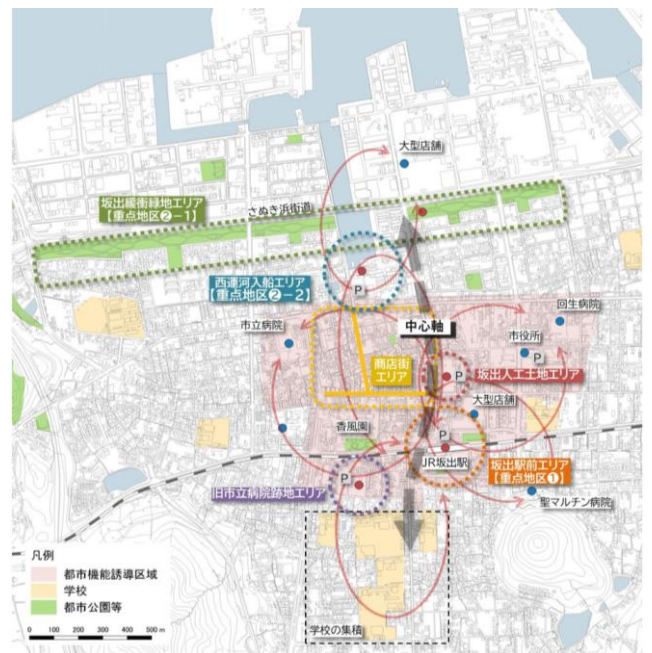 大型店舗
坂出緩衝緑地エリア
【重点地区❷-1】
さぬき浜街道
西運河入船エリア
【重点地区❷-2】
P
回生病院
市立病院
中心軸
市役所
P
商店街
エリア
P
坂出人工土地エリア
大型店舗
香風園
P
JR坂出駅
坂出駅前エリア
【重点地区❶】
P
旧市立病院跡地エリア
聖マルチン病院
凡例
都市機能誘導区域
学校
都市公園等
0 100 200 300 400 500 m
学校の集積